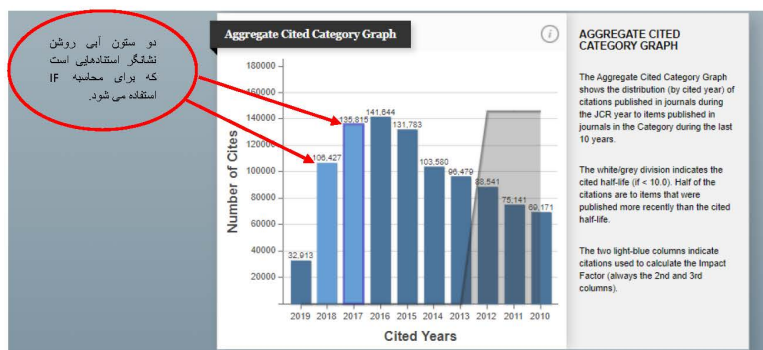 دو ستون آبی روشن
نشانگر استنادهایی است
که برای محاسبه IF
استفاده می شود.
Aggregate Cited Category Graph
i
180000
160000
140000
120000
100000
80000
60000
40000
20000
Number of Cites
32,913
106,427
135,815
141,644
131,783
103,580
96,479
88,541
75,141
69,171
2019 2018 2017 2016 2015 2014 2013 2012 2011 2010
Cited Years
AGGREGATE CITED
CATEGORY GRAPH
The Aggregate Cited Category Graph
shows the distribution (by cited year) of
citations published in journals during
the JCR year to items published in
journals in the Category during the last
10 years.
The white/grey division indicates the
cited half-life (if < 10.0). Half of the
citations are to items that were
published more recently than the cited
half-life.
The two light-blue columns indicate
citations used to calculate the Impact
Factor (always the 2nd and 3rd
columns).